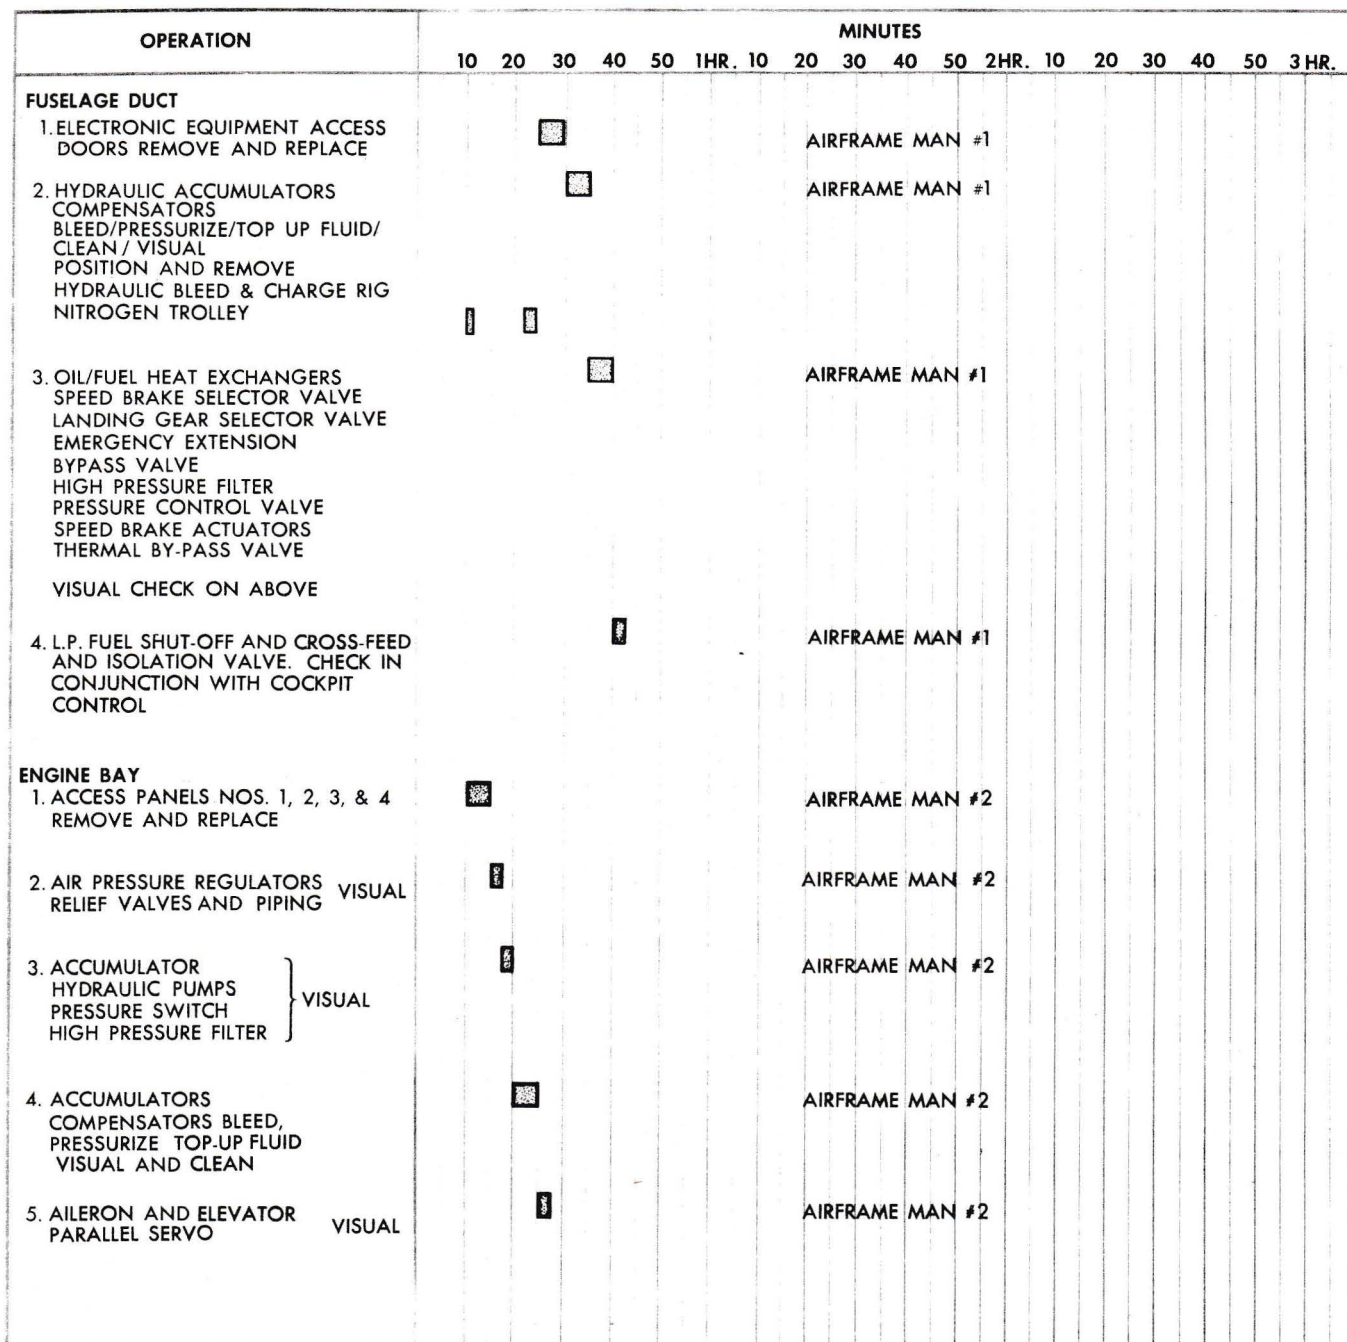 OPERATION
MINUTES
10 20 30 40 50 1HR. 10 20 30 40 50 2HR. 10 20 30 40 50 3 HR.
FUSELAGE DUCT
1. ELECTRONIC EQUIPMENT ACCESS
DOORS REMOVE AND REPLACE
AIRFRAME MAN #1
2. HYDRAULIC ACCUMULATORS
COMPENSATORS
BLEED/PRESSURIZE/TOP UP FLUID/
CLEAN / VISUAL
POSITION AND REMOVE
HYDRAULIC BLEED & CHARGE RIG
NITROGEN TROLLEY
AIRFRAME MAN #1
3. OIL/FUEL HEAT EXCHANGERS
SPEED BRAKE SELECTOR VALVE
LANDING GEAR SELECTOR VALVE
EMERGENCY EXTENSION
BYPASS VALVE
HIGH PRESSURE FILTER
PRESSURE CONTROL VALVE
SPEED BRAKE ACTUATORS
THERMAL BY-PASS VALVE
VISUAL CHECK ON ABOVE
AIRFRAME MAN #1
4. L.P. FUEL SHUT-OFF AND CROSS-FEED
AND ISOLATION VALVE. CHECK IN
CONJUNCTION WITH COCKPIT
CONTROL
AIRFRAME MAN #1
ENGINE BAY
1. ACCESS PANELS NOS. 1, 2, 3, & 4
REMOVE AND REPLACE
AIRFRAME MAN #2
2. AIR PRESSURE REGULATORS
RELIEF VALVES AND PIPING
VISUAL
AIRFRAME MAN #2
3. ACCUMULATOR
HYDRAULIC PUMPS
PRESSURE SWITCH
HIGH PRESSURE FILTER
VISUAL
AIRFRAME MAN #2
4. ACCUMULATORS
COMPENSATORS BLEED,
PRESSURIZE TOP-UP FLUID
VISUAL AND CLEAN
AIRFRAME MAN #2
5. AILERON AND ELEVATOR
PARALLEL SERVO
VISUAL
AIRFRAME MAN #2